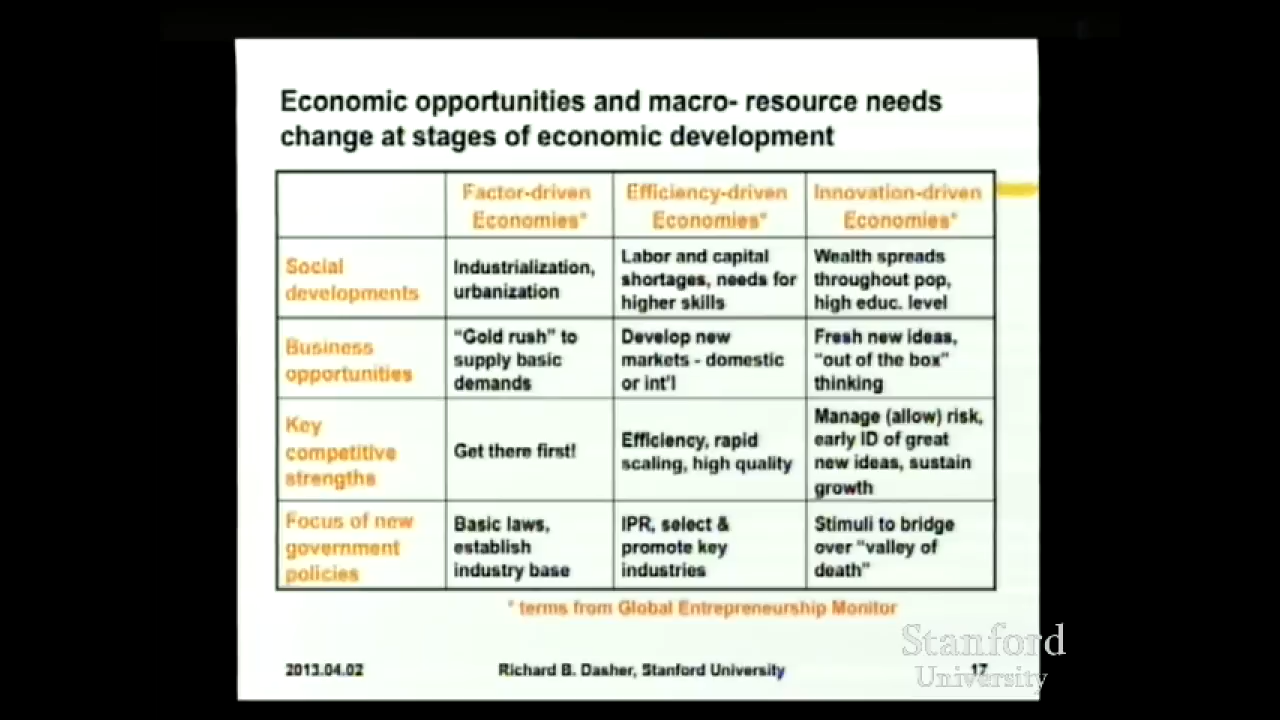 Economic opportunities and macro- resource needs
change at stages of economic development
Factor-driven
Economies*
Efficiency-driven
Economies*
Innovation-driven
Economies*
Social
developments
Industrialization,
urbanization
Labor and capital
shortages, needs for
higher skills
Wealth spreads
throughout pop,
high educ. level
Business
opportunities
“Gold rush” to
supply basic
demands
Develop new
markets - domestic
or int'l
Fresh new ideas,
“out of the box”
thinking
Key
competitive
strengths
Get there first!
Efficiency, rapid
scaling, high quality
Manage (allow) risk,
early ID of great
new ideas, sustain
growth
Focus of new
government
policies
Basic laws,
establish
industry base
IPR, select &
promote key
industries
Stimuli to bridge
over “valley of
death”
* terms from Global Entrepreneurship Monitor
2013.04.02
Richard B. Dasher, Stanford University
17
Stanford
University